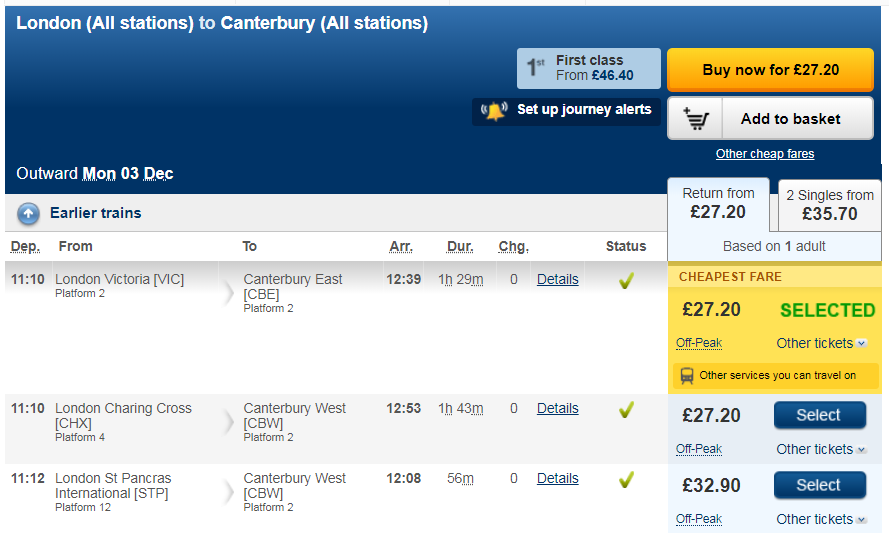 London (All stations) to Canterbury (All stations)
1st First class
From £46.40
Buy now for £27.20
Set up journey alerts
Add to basket
Other cheap fares
Outward Mon 03 Dec
Return from
£27.20
2 Singles from
£35.70
Earlier trains
Based on 1 adult
Dep. From To Arr. Dur. Chg. Status
CHEAPEST FARE
11:10 London Victoria [VIC] Canterbury East 12:39 1h 29m 0 Details
Platform 2 [CBE]
Platform 2
£27.20 SELECTED
Off-Peak Other tickets
Other services you can travel on
11:10 London Charing Cross Canterbury West 12:53 1h 43m 0 Details £27.20 Select
[CHX] [CBW]
Platform 4 Platform 2
Off-Peak Other tickets
11:12 London St Pancras Canterbury West 12:08 56m 0 Details £32.90 Select
International [STP] [CBW]
Platform 12 Platform 2
Off-Peak Other tickets